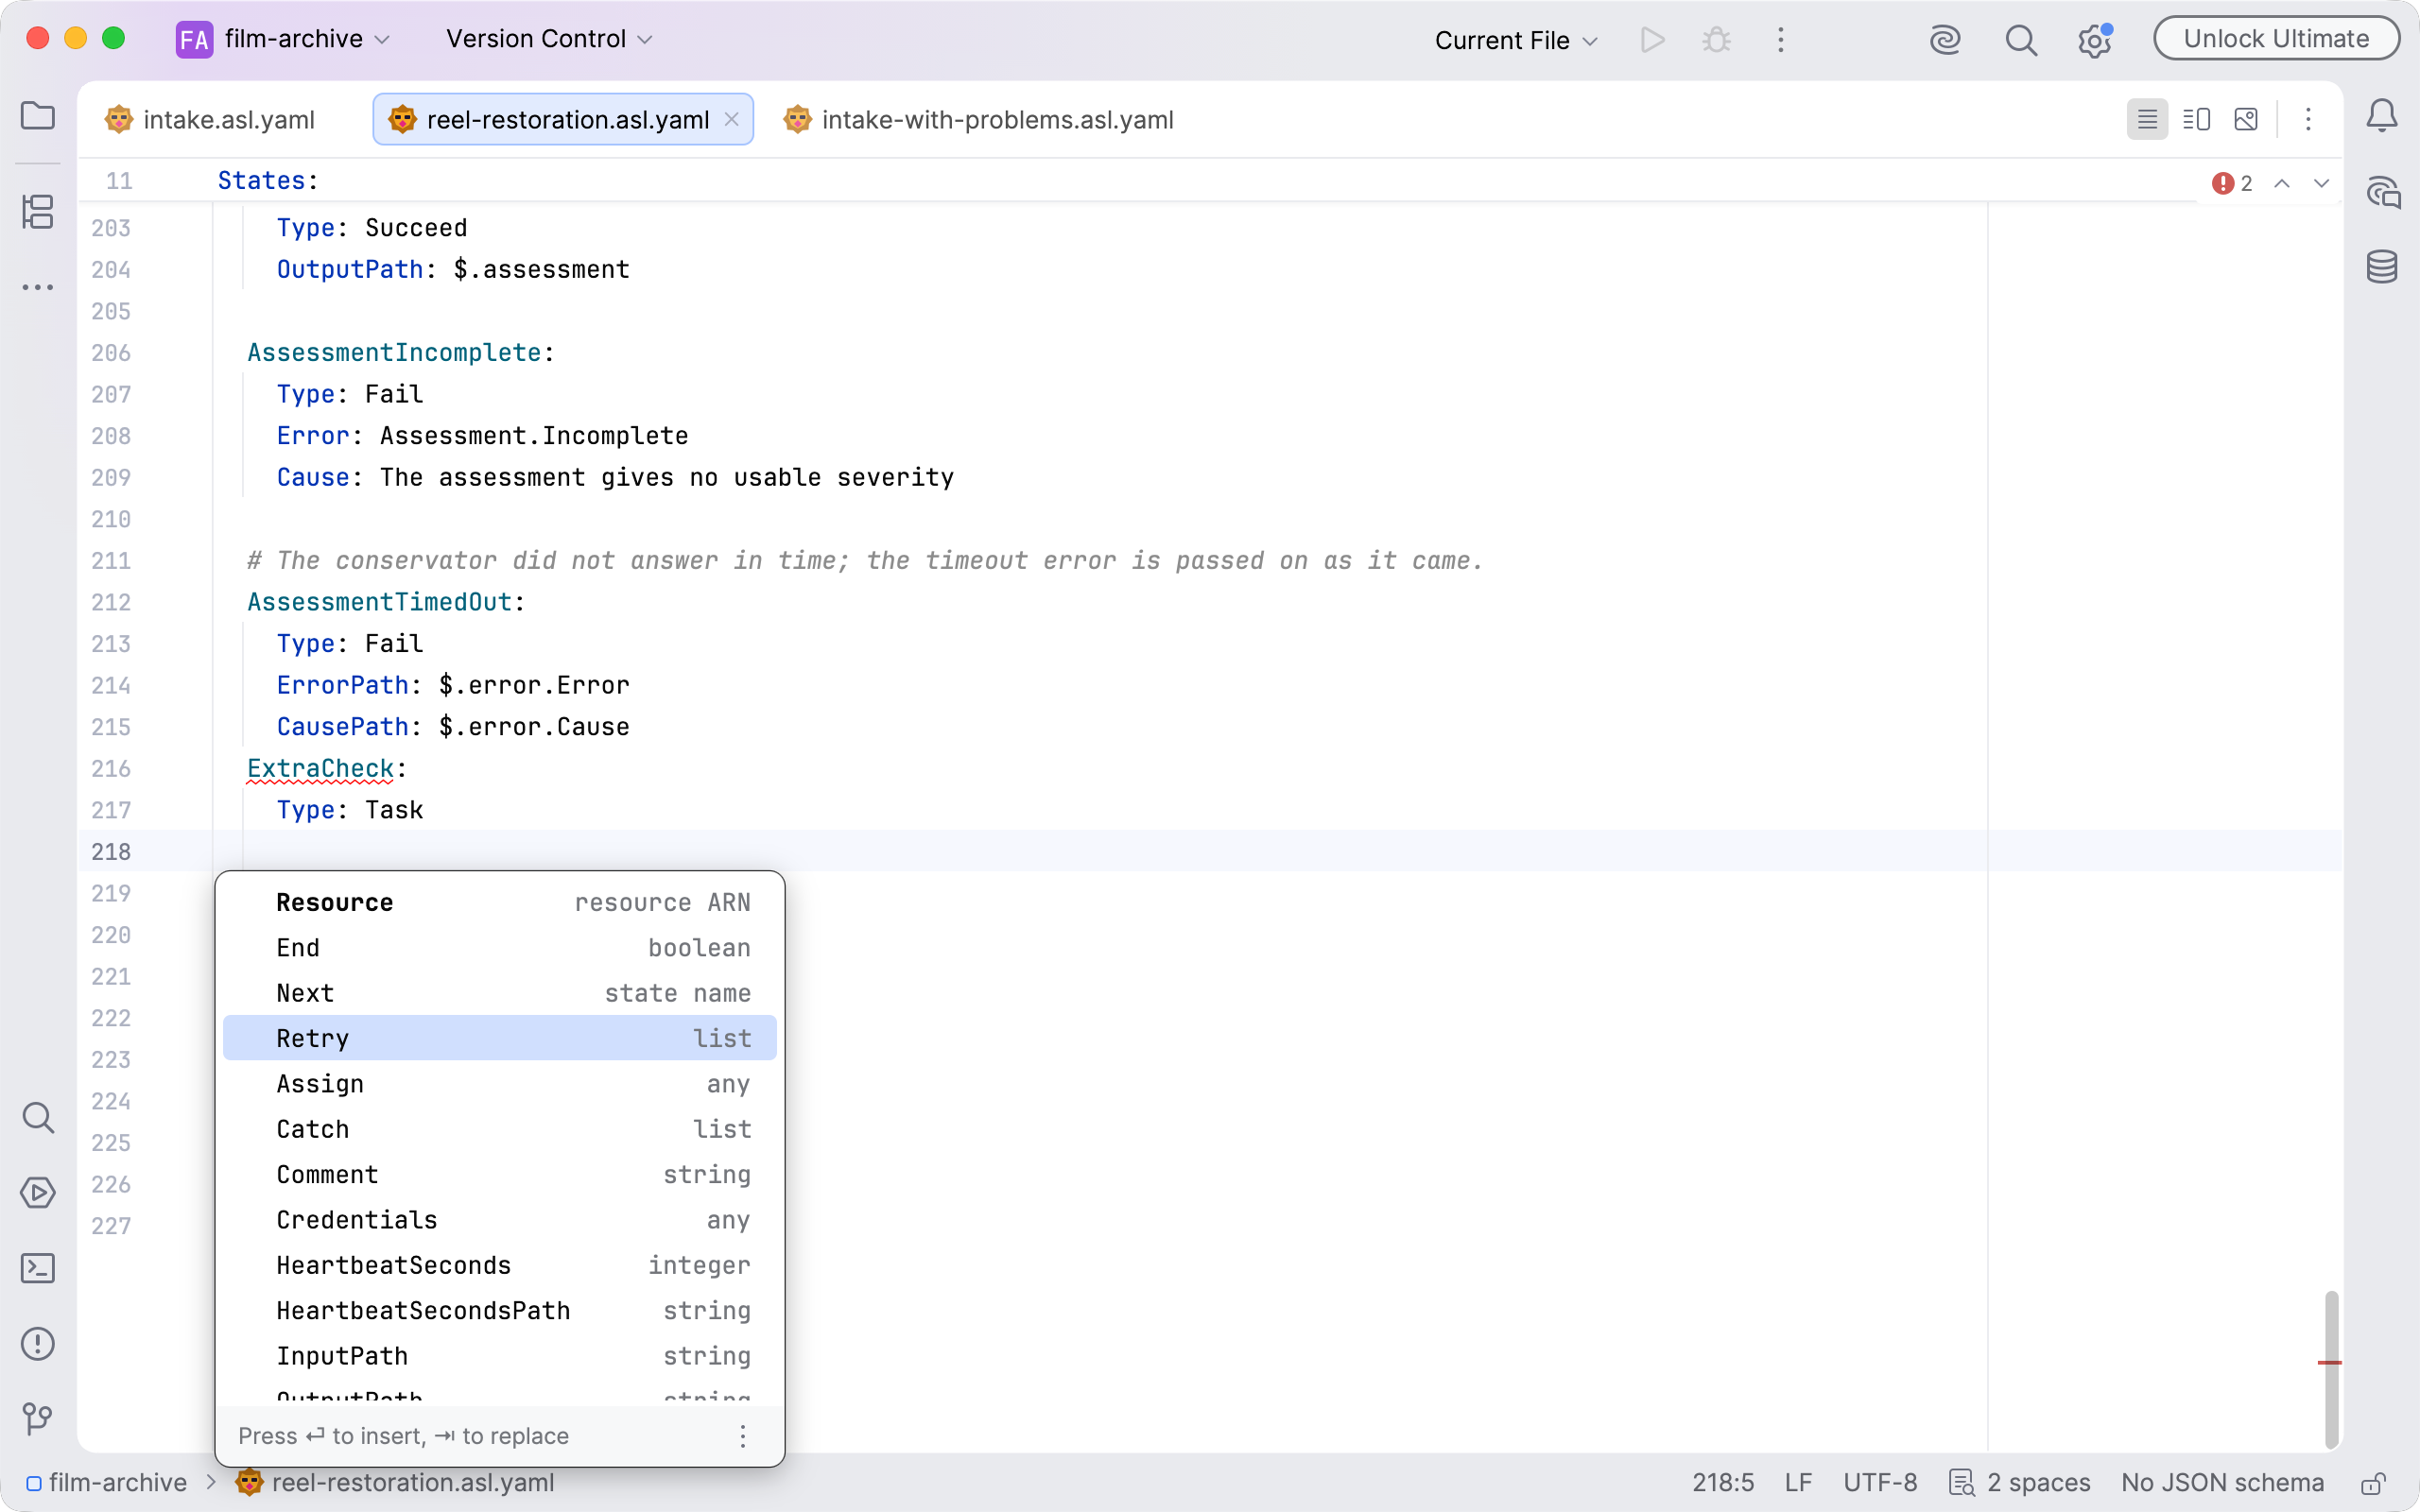 FA film-archive Version Control Current File Unlock Ultimate
intake.asl.yaml reel-restoration.asl.yaml intake-with-problems.asl.yaml
11 States: 2
203 Type: Succeed
204 OutputPath: $.assessment
205
206 AssessmentIncomplete:
207 Type: Fail
208 Error: Assessment.Incomplete
209 Cause: The assessment gives no usable severity
210
211 # The conservator did not answer in time; the timeout error is passed on as it came.
212 AssessmentTimedOut:
213 Type: Fail
214 ErrorPath: $.error.Error
215 CausePath: $.error.Cause
216 ExtraCheck:
217 Type: Task
218
219
220
221
222
223
224
225
226
227
Resource resource ARN
End boolean
Next state name
Retry list
Assign any
Catch list
Comment string
Credentials any
HeartbeatSeconds integer
HeartbeatSecondsPath string
InputPath string
OutputPath string
Press ⏎ to insert, ⇥ to replace
film-archive > reel-restoration.asl.yaml 218:5 LF UTF-8 2 spaces No JSON schema